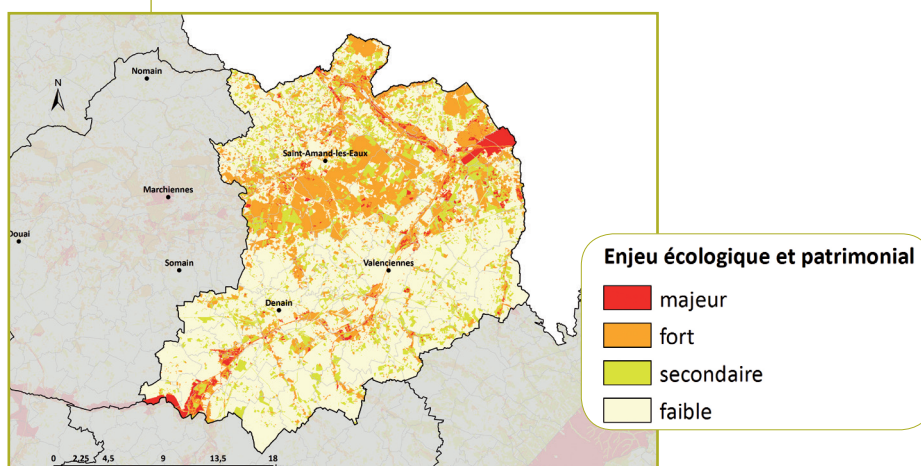 N
Nomain
Saint-Amand-les-Eaux
Marchiennes
Douai
Somain
Valenciennes
Denain
0 2,25 4,5 9 13,5 18
Enjeu écologique et patrimonial
majeur
fort
secondaire
faible